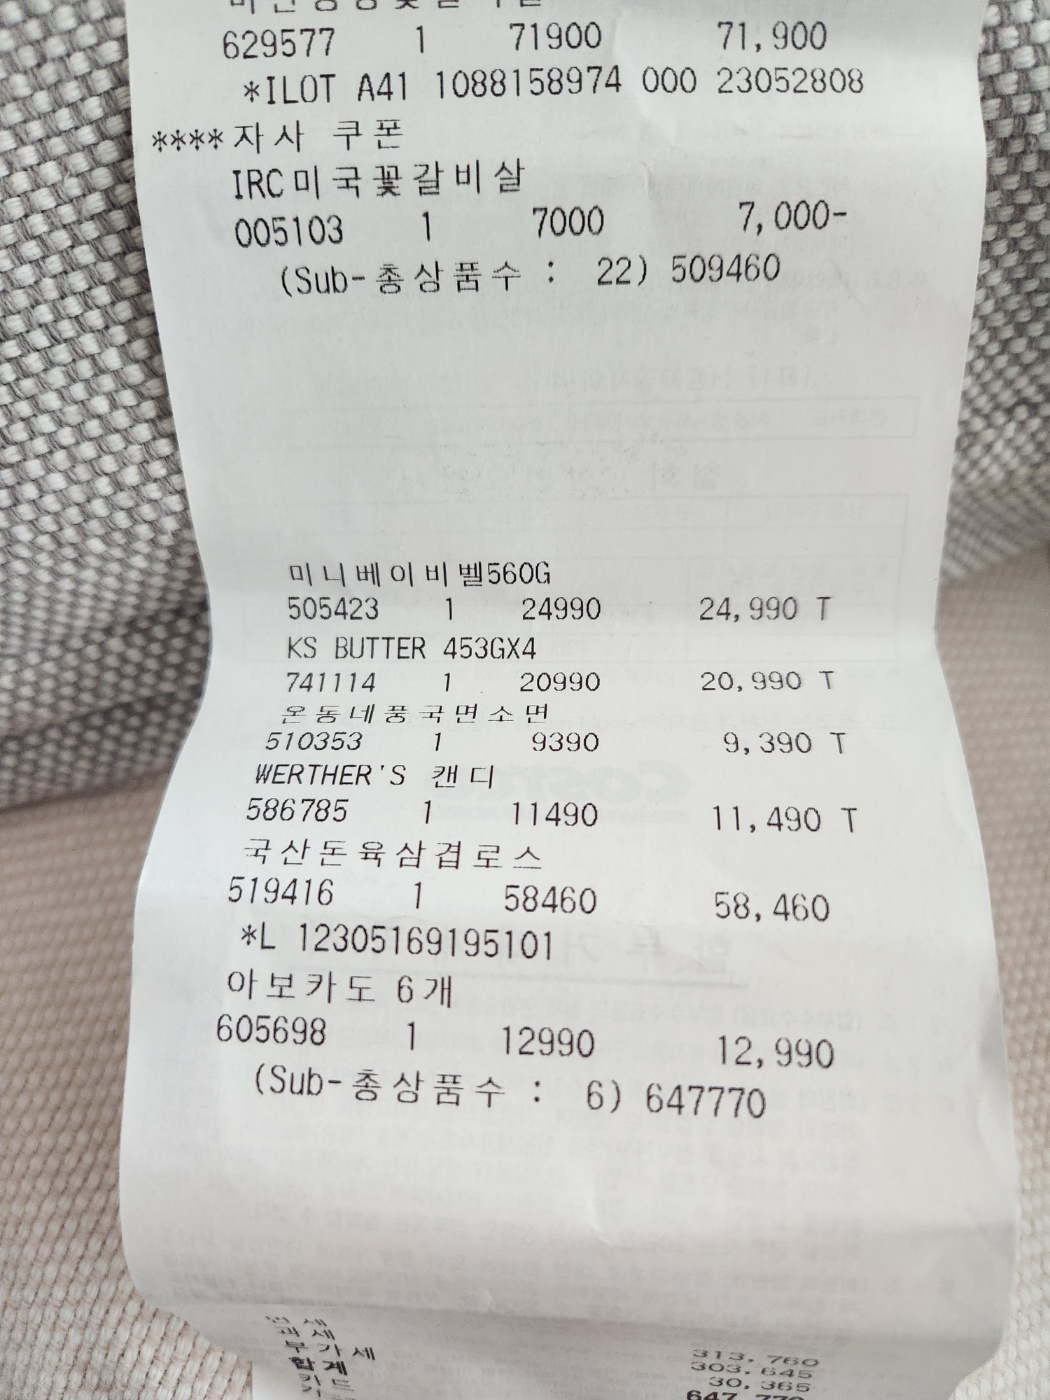 629577 1 71900 71,900
*ILOT A41 1088158974 000 23052808
****자사 쿠폰
IRC미국꽃갈비살
005103 1 7000 7,000-
(Sub-총상품수 : 22) 509460
미니베이비벨560G
505423 1 24990 24,990 T
KS BUTTER 453GX4
741114 1 20990 20,990 T
온동네풍국면소면
510353 1 9390 9,390 T
WERTHER'S 캔디
586785 1 11490 11,490 T
국산돈육삼겹로스
519416 1 58460 58,460
*L 12305169195101
아보카도 6개
605698 1 12990 12,990
(Sub-총상품수 : 6) 647770
313,760
과세 303,645
부가세 30,365
합계